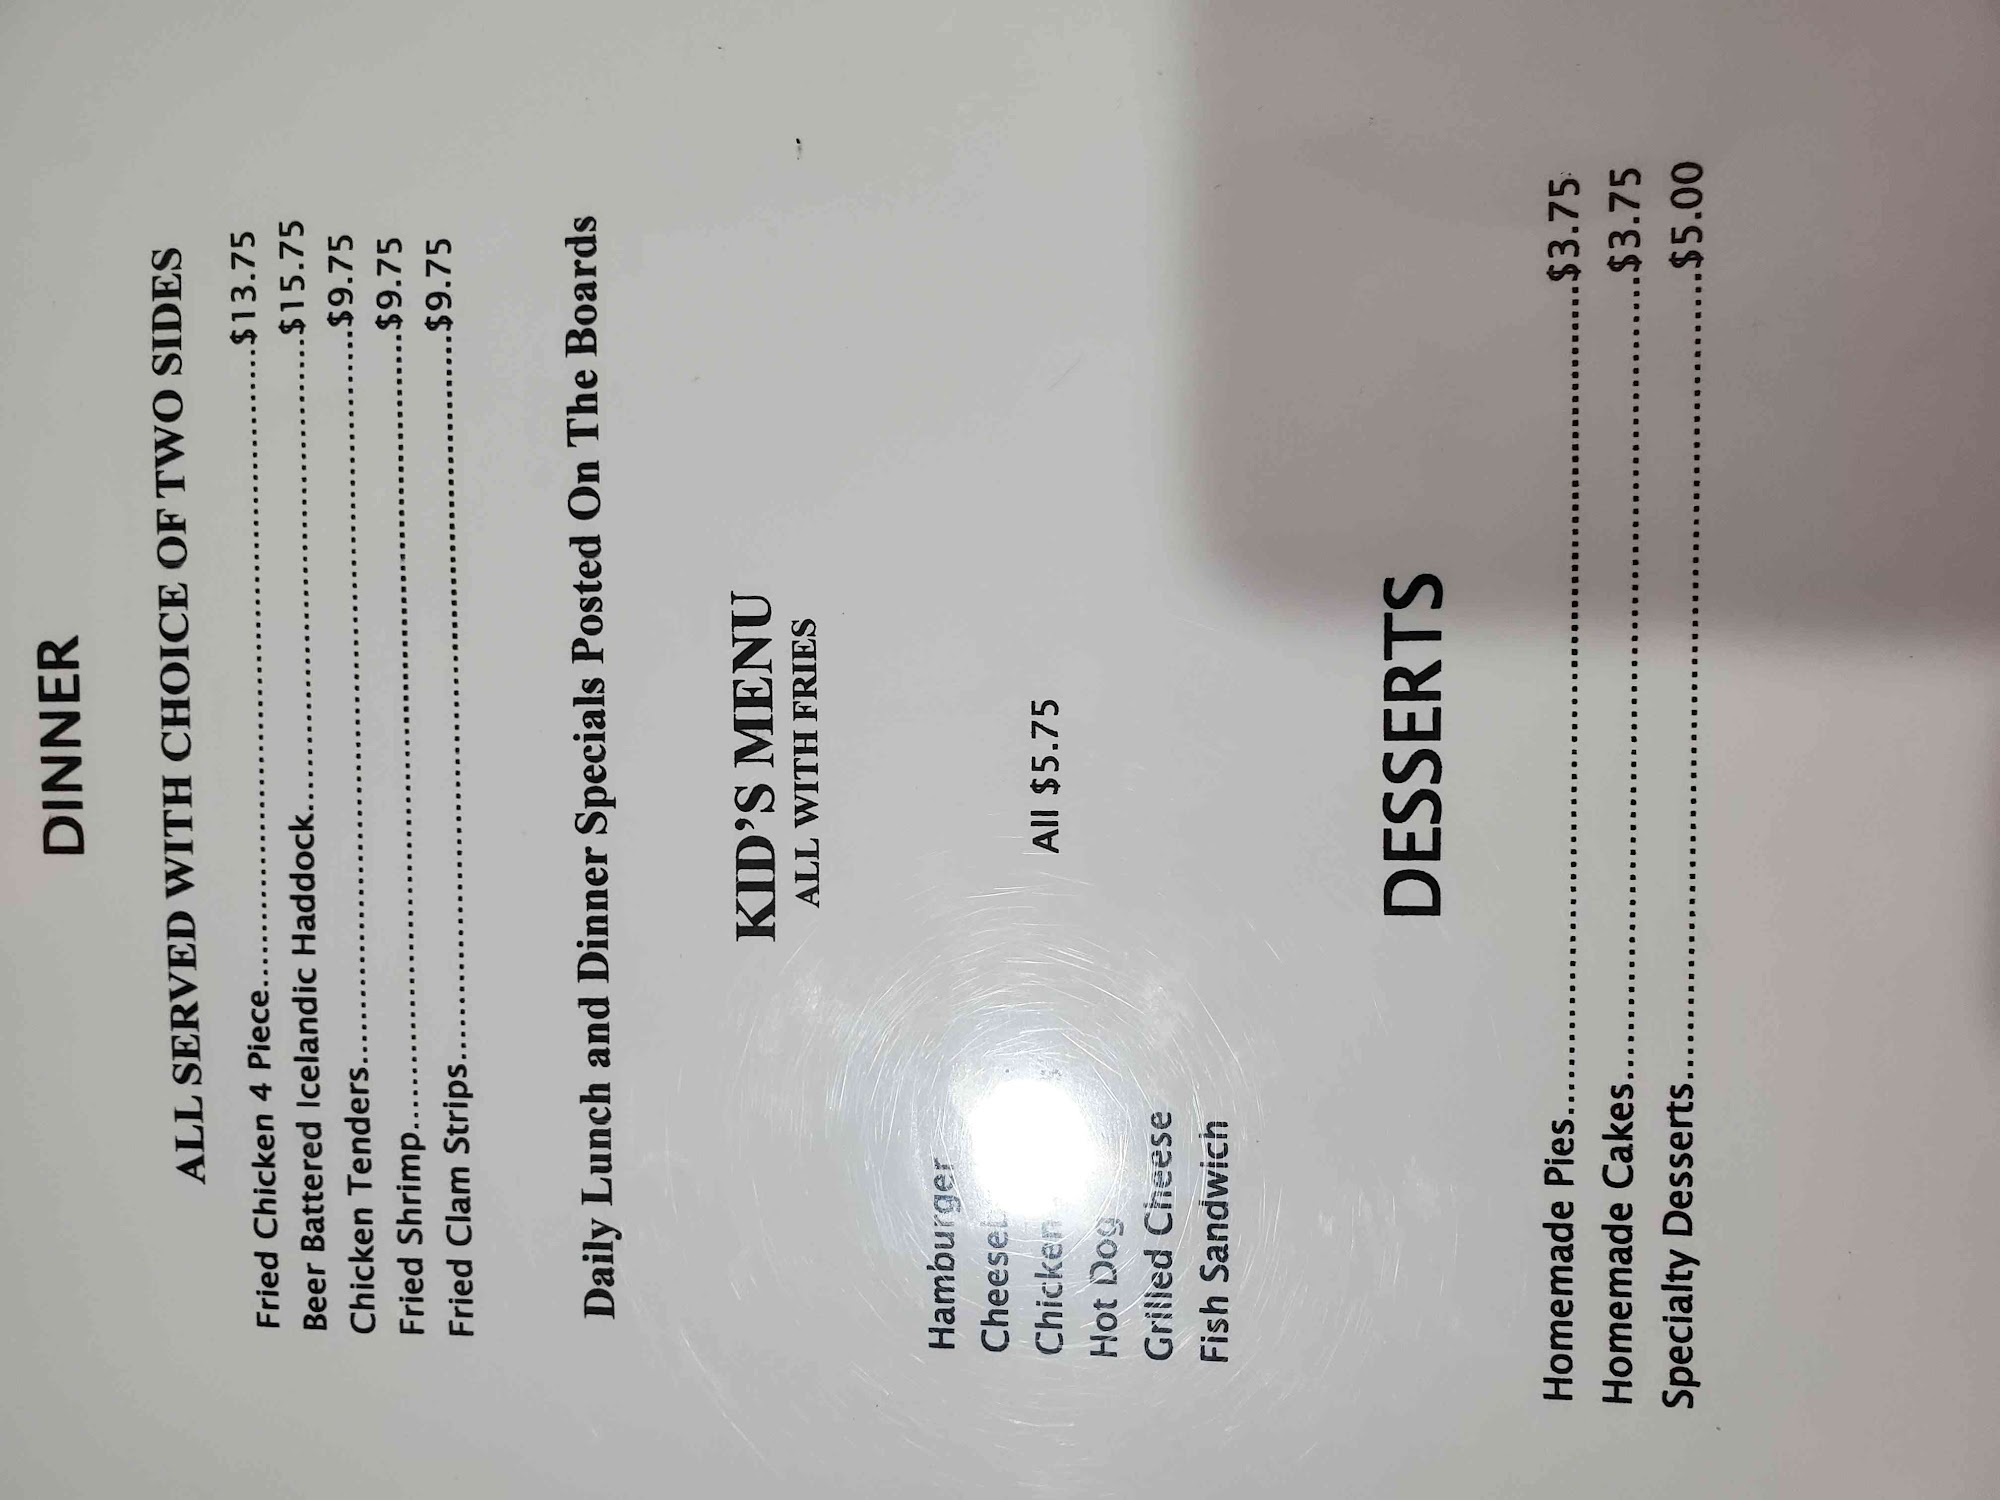 DINNER
ALL SERVED WITH CHOICE OF TWO SIDES
Fried Chicken 4 Piece...............$13.75
Beer Battered Icelandic Haddock...............$15.75
Chicken Tenders...............$9.75
Fried Shrimp...............$9.75
Fried Clam Strips...............$9.75
Daily Lunch and Dinner Specials Posted On The Boards
KID'S MENU
ALL WITH FRIES
Hamburger
Chicken
All $5.75
Hot Dog
Grilled Cheese
Fish Sandwich
DESSERTS
Homemade Pies...............$3.75
Homemade Cakes...............$3.75
Specialty Desserts...............$5.00